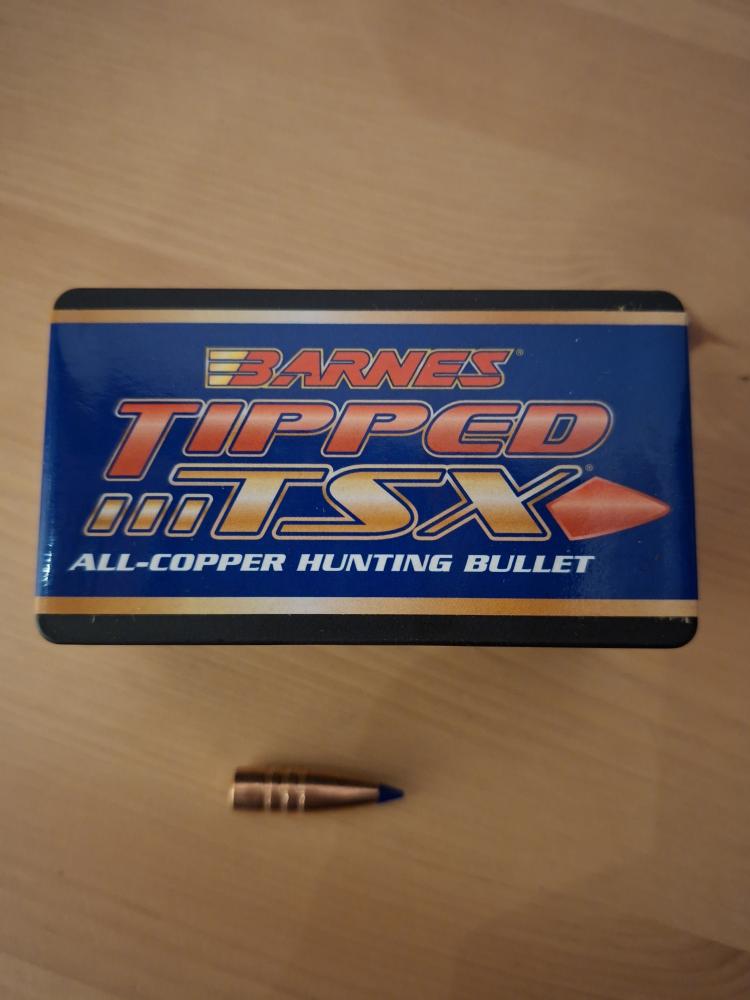 BARNES®
TIPPED
TSX®
ALL-COPPER HUNTING BULLET